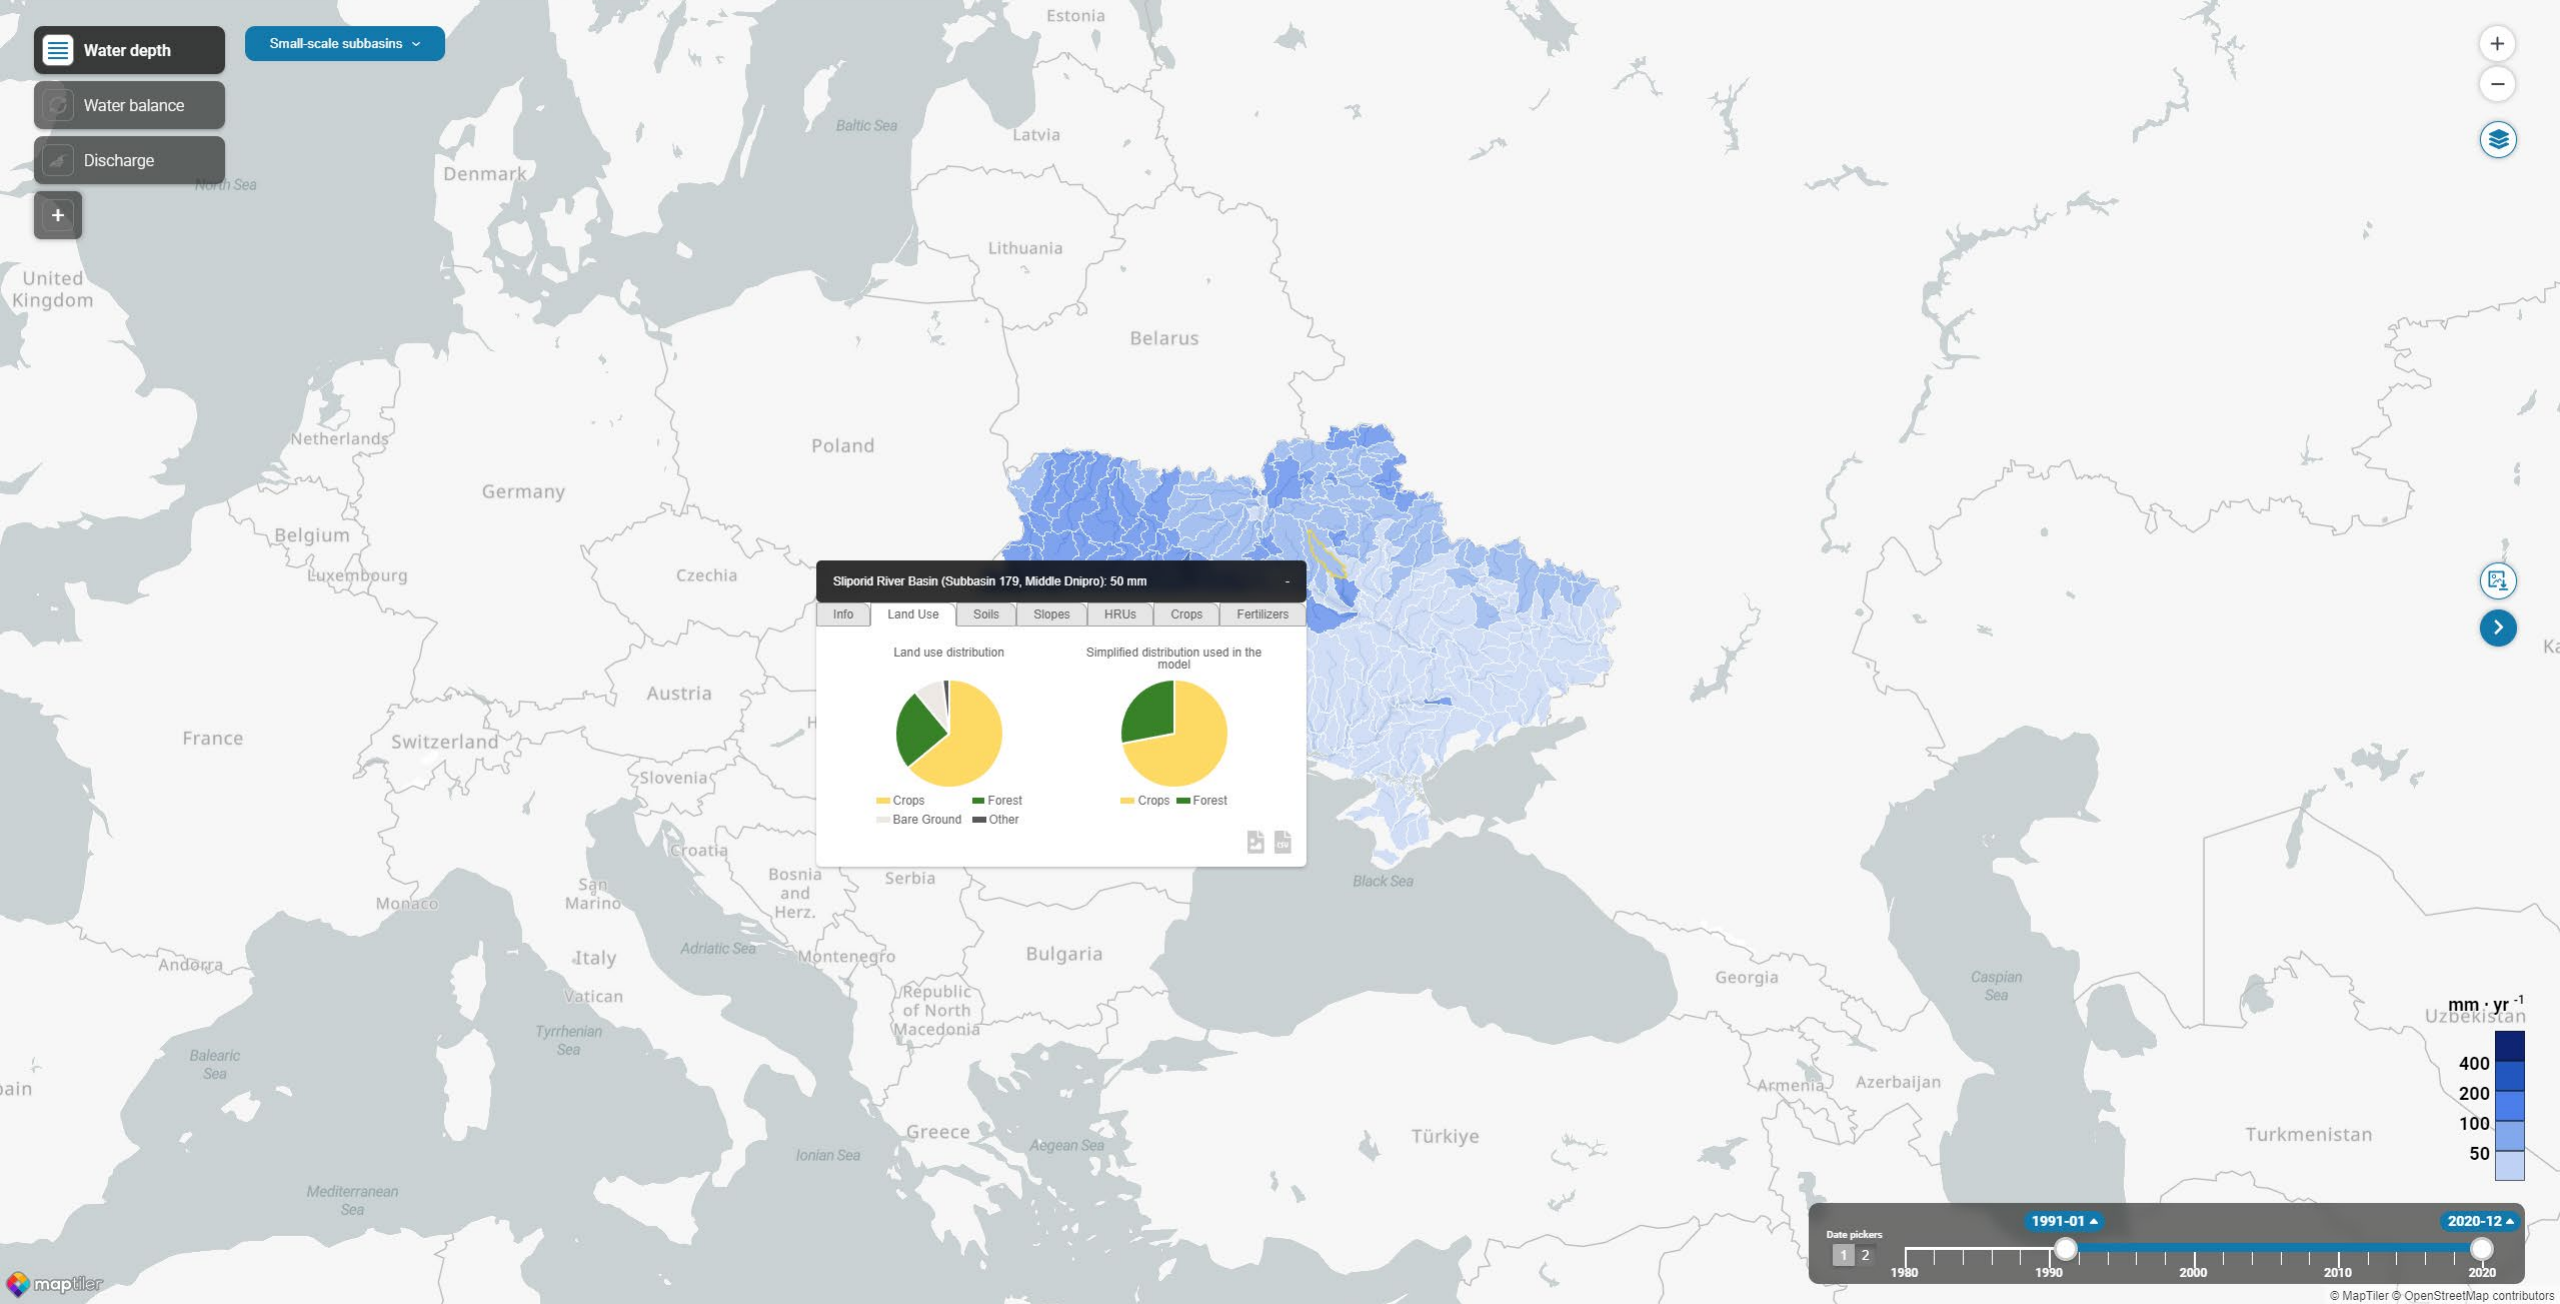 Water depth
Small-scale subbasins
Water balance
Discharge
+
North Sea
United
Kingdom
Estonia
Baltic Sea
Latvia
Denmark
Lithuania
Belarus
Netherlands
Poland
Germany
Belgium
Luxembourg
Czechia
Sliporid River Basin (Subbasin 179, Middle Dnipro): 50 mm
-
Info
Land Use
Soils
Slopes
HRUs
Crops
Fertilizers
Land use distribution
Simplified distribution used in the
model
Crops
Forest
Bare Ground
Other
Crops
Forest
CSV
Austria
H
France
Switzerland
Slovenia
Croatia
Bosnia
and
Herz.
Serbia
San
Marino
Monaco
Black Sea
Andorra
Italy
Adriatic Sea
Montenegro
Bulgaria
Vatican
Republic
of North
Macedonia
Tyrrhenian
Sea
Balearic
Sea
ain
Georgia
Caspian
Sea
Armenia
Azerbaijan
Greece
Aegean Sea
Ionian Sea
Türkiye
Turkmenistan
Mediterranean
Sea
Ka
Uzbekistan
mm · yr -1
400
200
100
50
Date pickers
1 2
1991-01
2020-12
1980
1990
2000
2010
2020
maptiler
© MapTiler © OpenStreetMap contributors